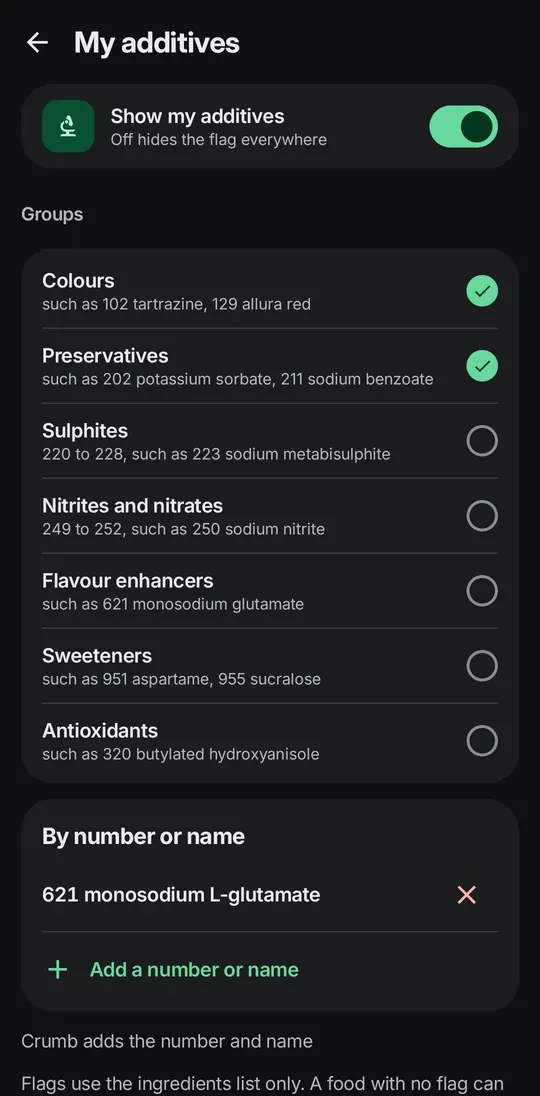 My additives
Show my additives
Off hides the flag everywhere
Groups
Colours
such as 102 tartrazine, 129 allura red
Preservatives
such as 202 potassium sorbate, 211 sodium benzoate
Sulphites
220 to 228, such as 223 sodium metabisulphite
Nitrites and nitrates
249 to 252, such as 250 sodium nitrite
Flavour enhancers
such as 621 monosodium glutamate
Sweeteners
such as 951 aspartame, 955 sucralose
Antioxidants
such as 320 butylated hydroxyanisole
By number or name
621 monosodium L-glutamate
Add a number or name
Crumb adds the number and name
Flags use the ingredients list only. A food with no flag can